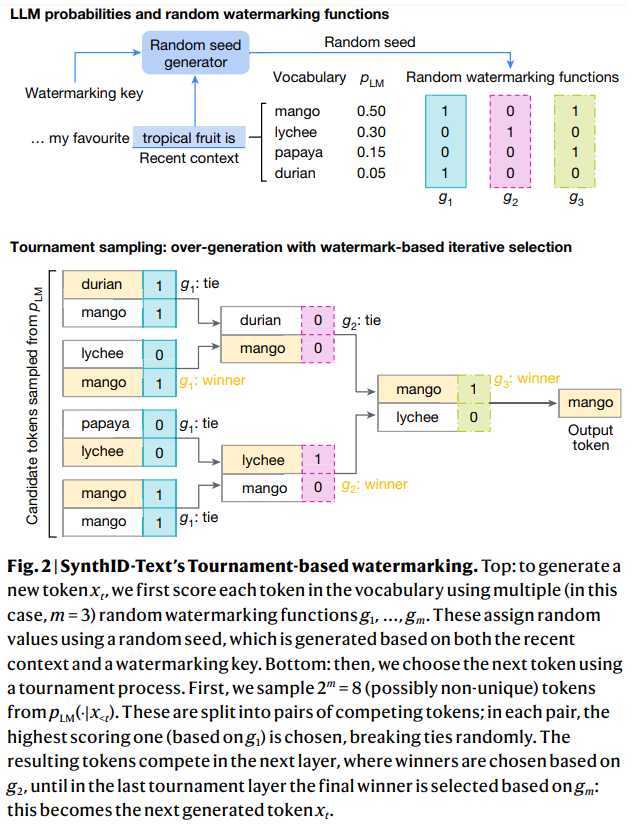 LLM probabilities and random watermarking functions
Random seed generator
Random seed
Watermarking key
Vocabulary pLM Random watermarking functions
… my favourite tropical fruit is
Recent context
mango 0.50 1 0 1
lychee 0.30 0 1 0
papaya 0.15 0 0 1
durian 0.05 1 0 0
g1 g2 g3
Tournament sampling: over-generation with watermark-based iterative selection
Candidate tokens sampled from pLM
durian 1 g1: tie
mango 1
lychee 0
mango 1 g1: winner
papaya 0 g1: tie
lychee 0
mango 1
mango 1 g1: tie
durian 0 g2: tie
mango 0
lychee 1
mango 0 g2: winner
mango 1 g3: winner
lychee 0
mango
Output
token
Fig. 2 | SynthID-Text’s Tournament-based watermarking. Top: to generate a
new token xt, we first score each token in the vocabulary using multiple (in this
case, m = 3) random watermarking functions g1, …, gm. These assign random
values using a random seed, which is generated based on both the recent
context and a watermarking key. Bottom: then, we choose the next token using
a tournament process. First, we sample 2^m = 8 (possibly non-unique) tokens
from pLM(·|x<t). These are split into pairs of competing tokens; in each pair, the
highest scoring one (based on g1) is chosen, breaking ties randomly. The
resulting tokens compete in the next layer, where winners are chosen based on
g2, until in the last tournament layer the final winner is selected based on gm:
this becomes the next generated token xt.